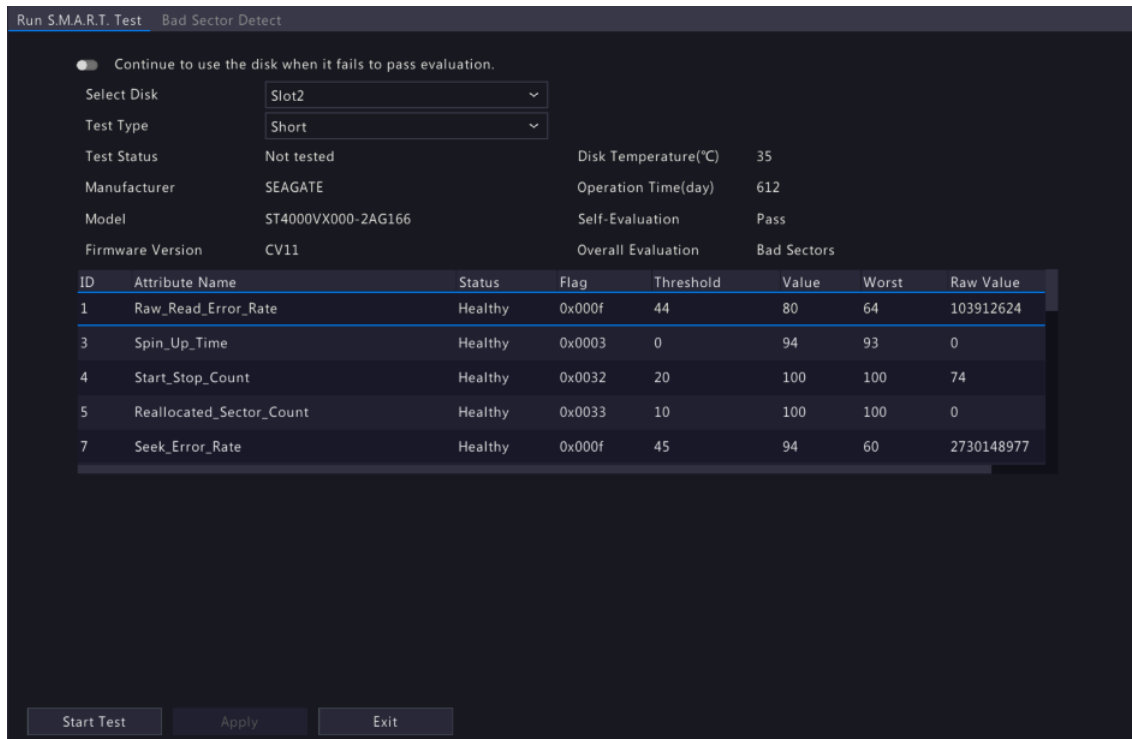 Run S.M.A.R.T. Test Bad Sector Detect
Continue to use the disk when it fails to pass evaluation.
Select Disk Slot2
Test Type Short
Test Status Not tested Disk Temperature(℃) 35
Manufacturer SEAGATE Operation Time(day) 612
Model ST4000VX000-2AG166 Self-Evaluation Pass
Firmware Version CV11 Overall Evaluation Bad Sectors
ID Attribute Name Status Flag Threshold Value Worst Raw Value
1 Raw_Read_Error_Rate Healthy 0x000f 44 80 64 103912624
3 Spin_Up_Time Healthy 0x0003 0 94 93 0
4 Start_Stop_Count Healthy 0x0032 20 100 100 74
5 Reallocated_Sector_Count Healthy 0x0033 10 100 100 0
7 Seek_Error_Rate Healthy 0x000f 45 94 60 2730148977
Start Test Apply Exit